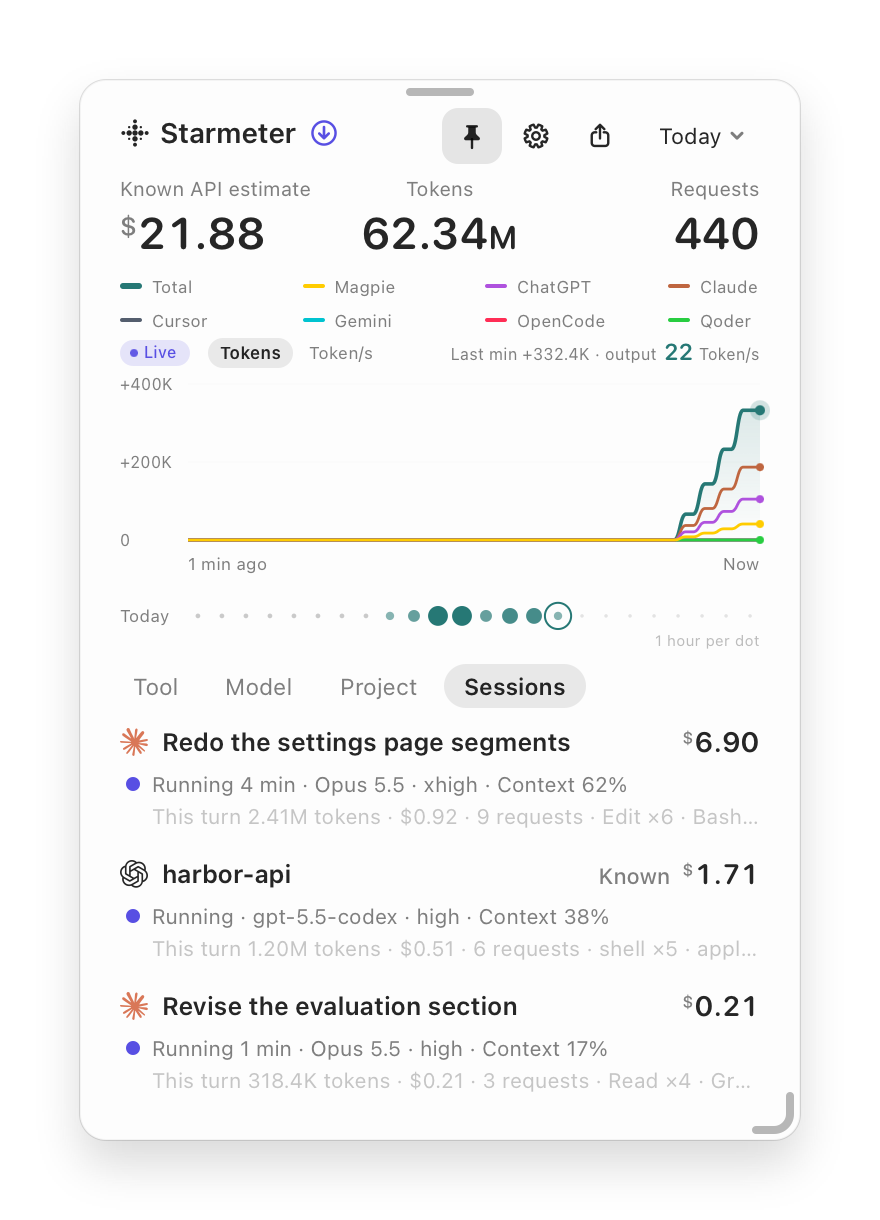 Starmeter
Today
Known API estimate Tokens Requests
$21.88 62.34M 440
Total Magpie ChatGPT Claude
Cursor Gemini OpenCode Qoder
Live Tokens Token/s Last min +332.4K · output 22 Token/s
+400K
+200K
0
1 min ago Now
Today
1 hour per dot
Tool Model Project Sessions
Redo the settings page segments $6.90
Running 4 min · Opus 5.5 · xhigh · Context 62%
This turn 2.41M tokens · $0.92 · 9 requests · Edit ×6 · Bash…
harbor-api Known $1.71
Running · gpt-5.5-codex · high · Context 38%
This turn 1.20M tokens · $0.51 · 6 requests · shell ×5 · appl…
Revise the evaluation section $0.21
Running 1 min · Opus 5.5 · high · Context 17%
This turn 318.4K tokens · $0.21 · 3 requests · Read ×4 · Gr…